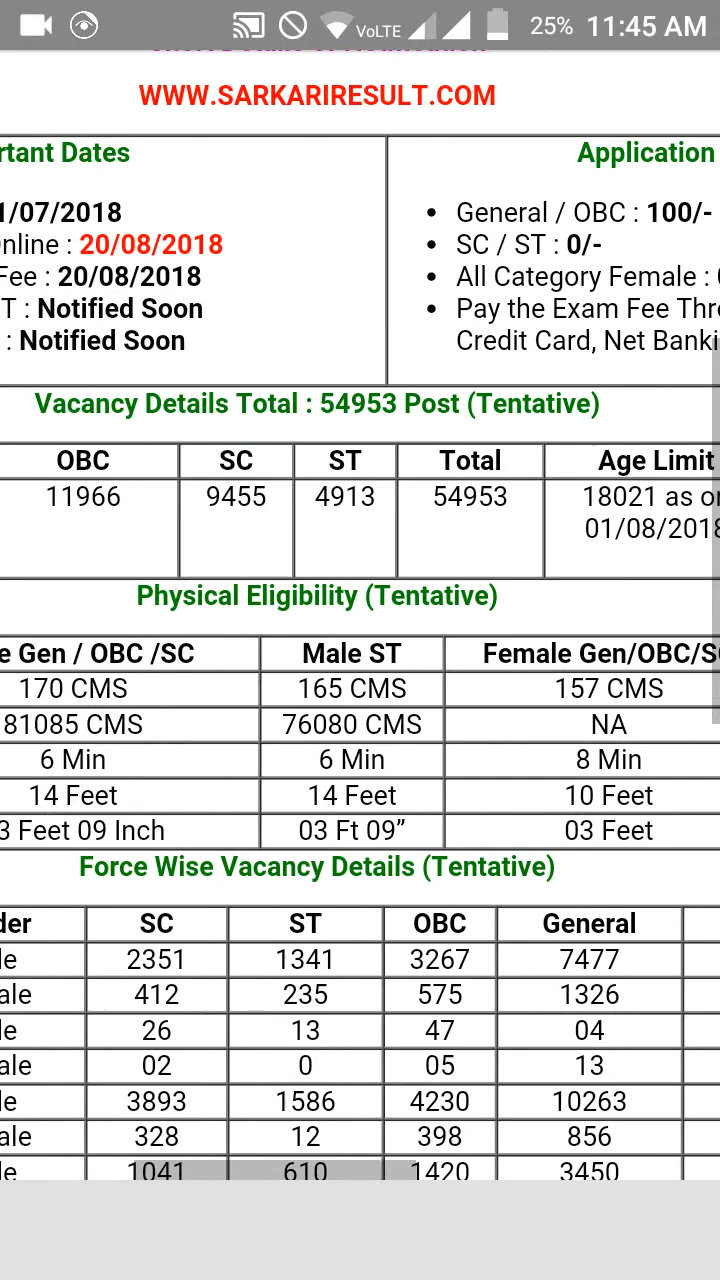 VoLTE 25% 11:45 AM
WWW.SARKARIRESULT.COM
rtant Dates
1/07/2018
nline : 20/08/2018
Fee : 20/08/2018
T : Notified Soon
: Notified Soon
Application
General / OBC : 100/-
SC / ST : 0/-
All Category Female :
Pay the Exam Fee Thr
Credit Card, Net Banki
Vacancy Details Total : 54953 Post (Tentative)
OBC SC ST Total Age Limit
11966 9455 4913 54953 18021 as o
01/08/2018
Physical Eligibility (Tentative)
e Gen / OBC /SC Male ST Female Gen/OBC/S
170 CMS 165 CMS 157 CMS
81085 CMS 76080 CMS NA
6 Min 6 Min 8 Min
14 Feet 14 Feet 10 Feet
3 Feet 09 Inch 03 Ft 09” 03 Feet
Force Wise Vacancy Details (Tentative)
der SC ST OBC General
le 2351 1341 3267 7477
ale 412 235 575 1326
le 26 13 47 04
ale 02 0 05 13
le 3893 1586 4230 10263
ale 328 12 398 856
le 1041 610 1420 3450